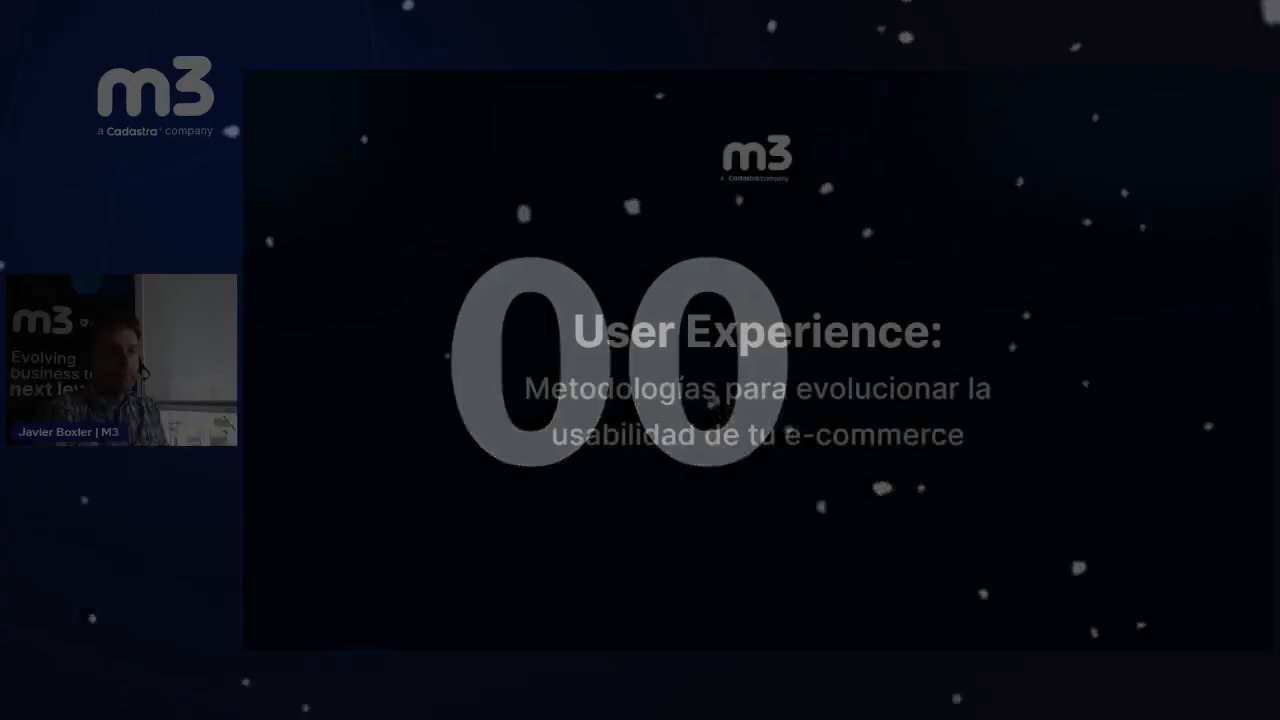 m3
a Cadastra company
m3
a Cadastra company
00
User Experience:
Metodologías para evolucionar la
usabilidad de tu e-commerce
m3
Evolving
business to
next
Javier Boxler | M3